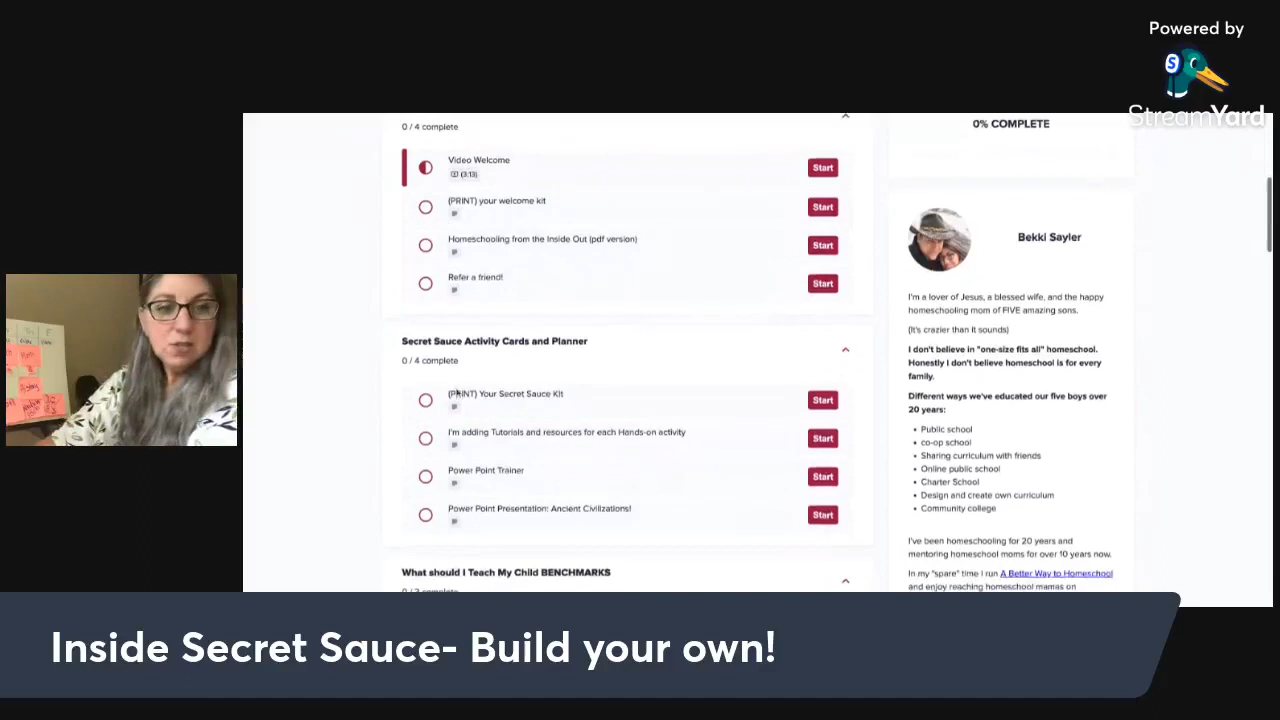 Powered by
StreamYard
0 / 4 complete
Video Welcome
(3:13)
Start
(PRINT) your welcome kit
Start
Homeschooling from the Inside Out (pdf version)
Start
Refer a friend!
Start
Secret Sauce Activity Cards and Planner
0 / 4 complete
(PRINT) Your Secret Sauce Kit
Start
I'm adding Tutorials and resources for each Hands-on activity
Start
Power Point Trainer
Start
Power Point Presentation: Ancient Civilizations!
Start
What should I Teach My Child BENCHMARKS
0% COMPLETE
Bekki Sayler
I'm a lover of Jesus, a blessed wife, and the happy
homeschooling mom of FIVE amazing sons.
(It's crazier than it sounds)
I don't believe in "one-size fits all" homeschool.
Honestly I don't believe homeschool is for every
family.
Different ways we've educated our five boys over
20 years:
• Public school
• co-op school
• Sharing curriculum with friends
• Online public school
• Charter School
• Design and create own curriculum
• Community college
I've been homeschooling for 20 years and
mentoring homeschool moms for over 10 years now.
In my "spare" time I run A Better Way to Homeschool
and enjoy reaching homeschool mamas on
Inside Secret Sauce- Build your own!